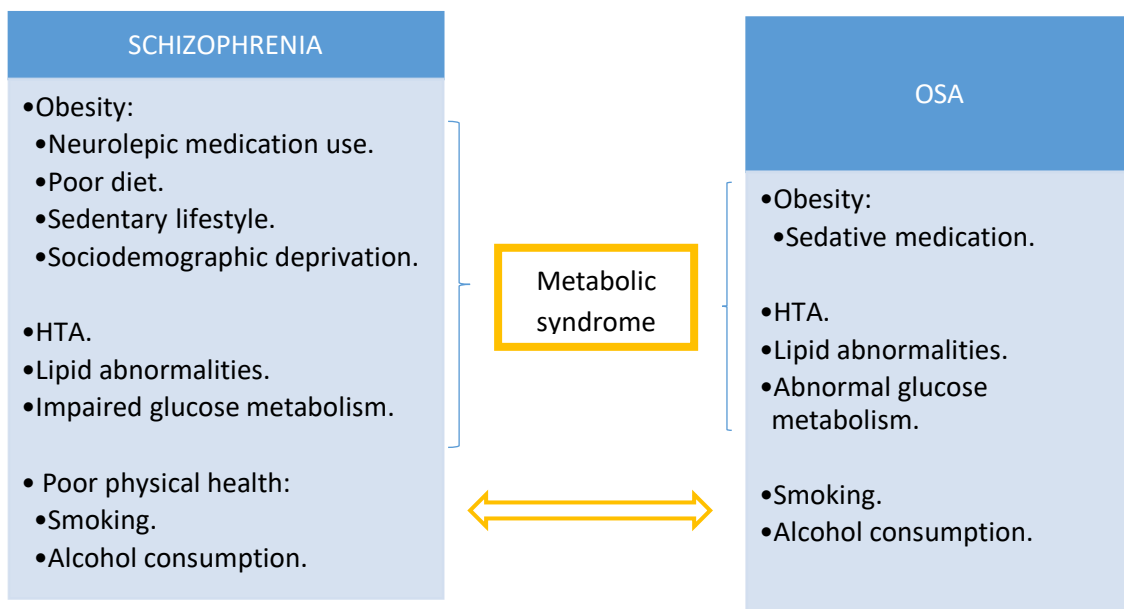 SCHIZOPHRENIA
•Obesity:
•Neurolepic medication use.
•Poor diet.
•Sedentary lifestyle.
•Sociodemographic deprivation.
•HTA.
•Lipid abnormalities.
•Impaired glucose metabolism.
• Poor physical health:
•Smoking.
•Alcohol consumption.
Metabolic
syndrome
OSA
•Obesity:
•Sedative medication.
•HTA.
•Lipid abnormalities.
•Abnormal glucose
metabolism.
•Smoking.
•Alcohol consumption.